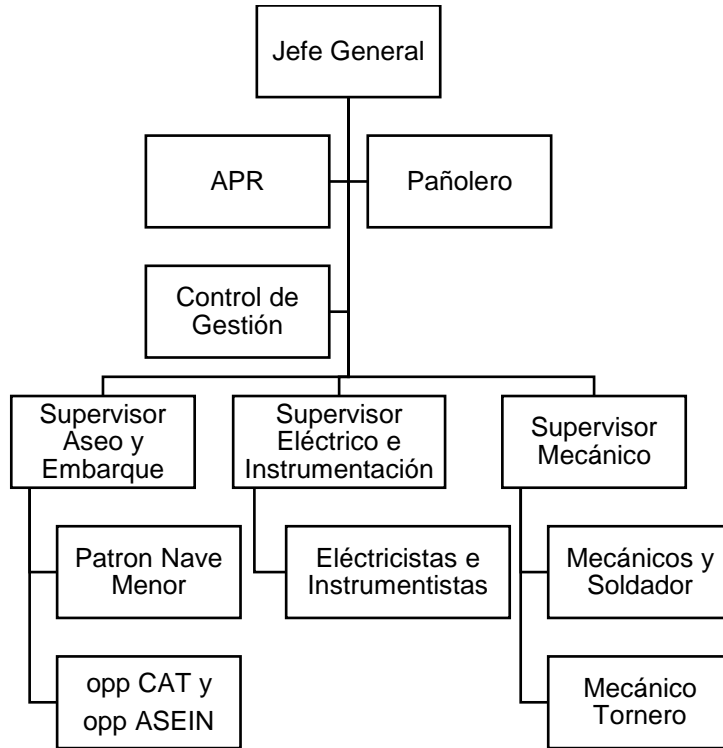 Jefe General
APR
Pañolero
Control de
Gestión
Supervisor
Aseo y
Embarque
Supervisor
Eléctrico e
Instrumentación
Supervisor
Mecánico
Patron Nave
Menor
Eléctricistas e
Instrumentistas
Mecánicos y
Soldador
opp CAT y
opp ASEIN
Mecánico
Tornero